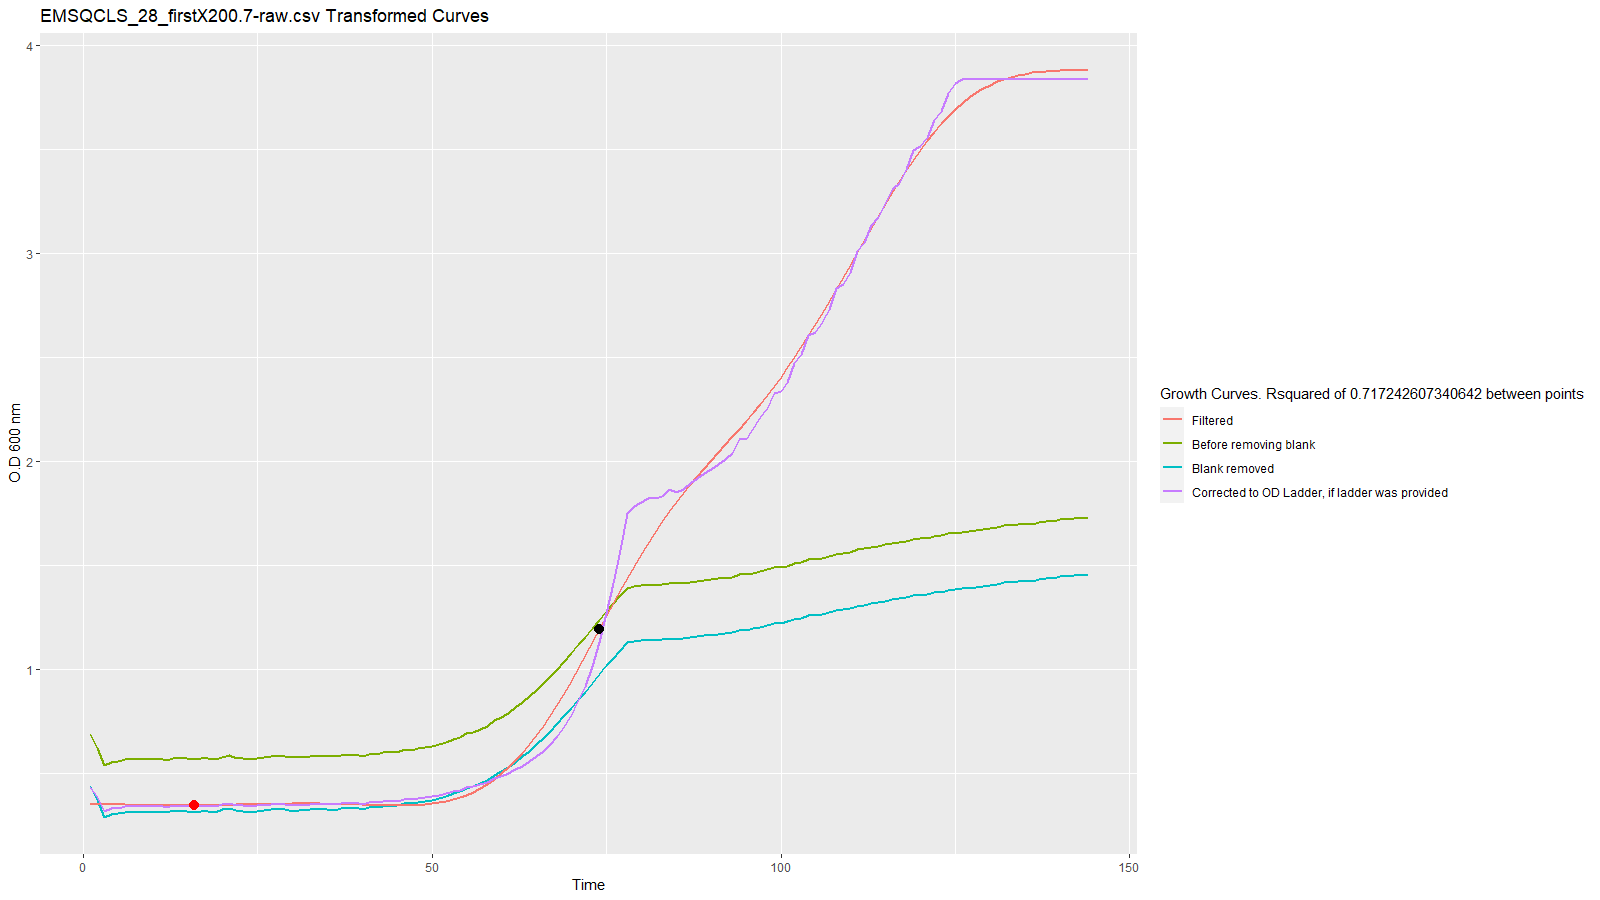 EMSQCLS_28_firstX200.7-raw.csv Transformed Curves
4
3
2
1
O.D 600 nm
0
50
100
150
Time
Growth Curves. Rsquared of 0.717242607340642 between points
Filtered
Before removing blank
Blank removed
Corrected to OD Ladder, if ladder was provided